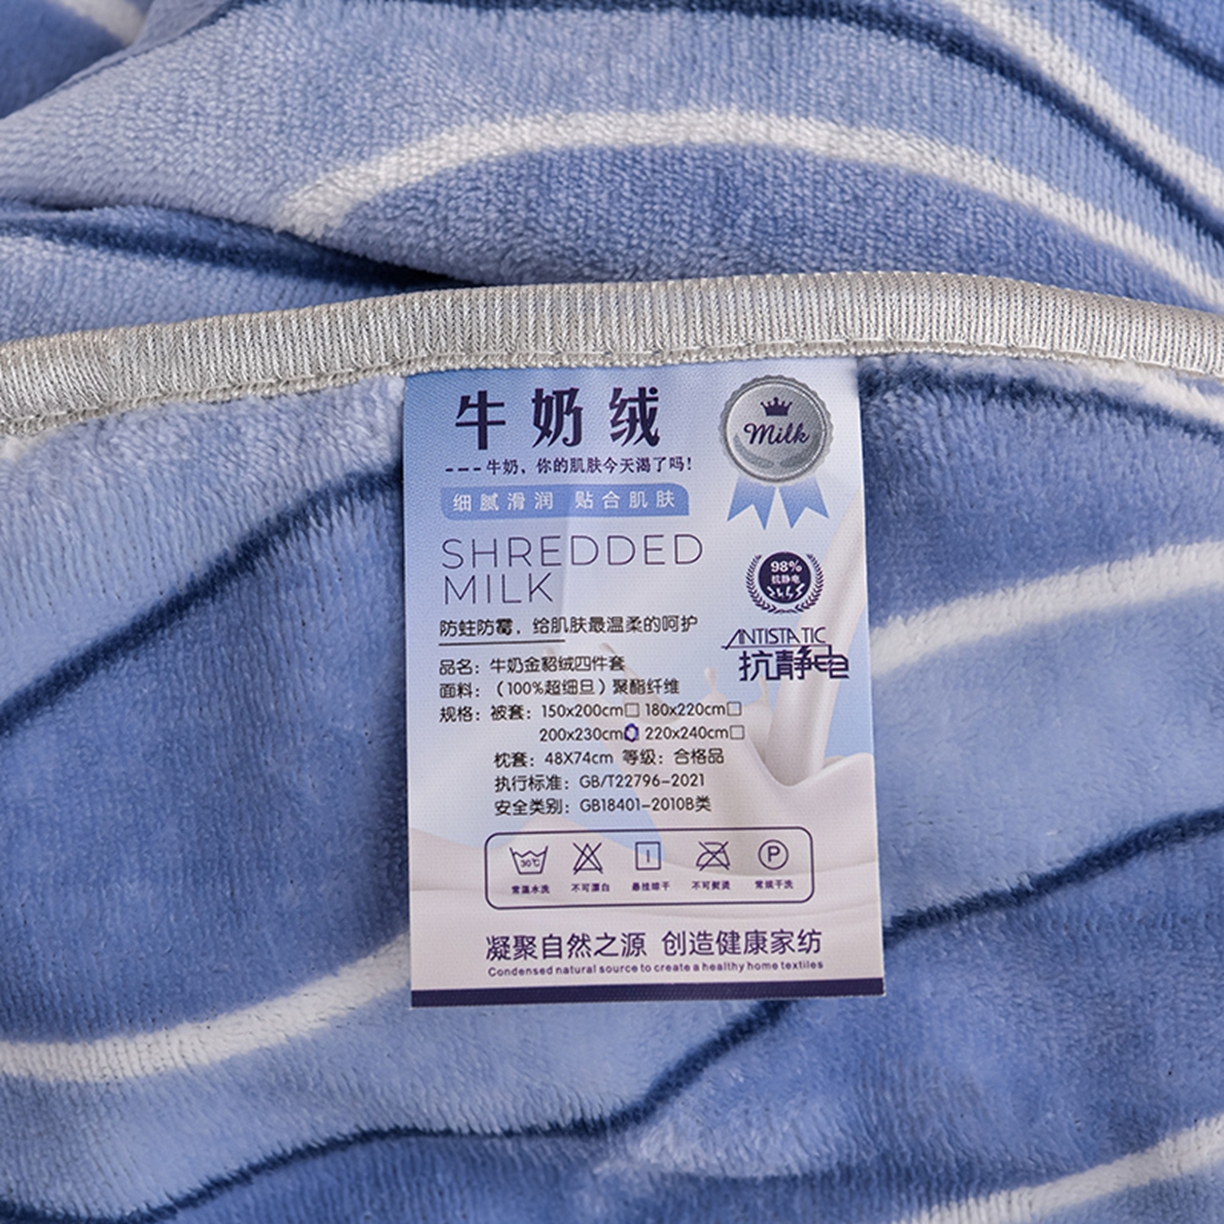 牛奶绒
Milk
---牛奶，你的肌肤今天渴了吗！
细腻滑润 贴合肌肤
SHREDDED
MILK
98%
抗静电
防蛀防霉，给肌肤最温柔的呵护
ANTISTATIC
抗静电
品名：牛奶金貂绒四件套
面料：（100%超细旦）聚酯纤维
规格：被套：150x200cm□ 180x220cm□
200x230cm□ 220x240cm□
枕套：48X74cm 等级：合格品
执行标准：GB/T22796-2021
安全类别：GB18401-2010B类
30℃
P
常温水洗 不可漂白 悬挂晾干 不可熨烫 常规干洗
凝聚自然之源 创造健康家纺
Condensed natural source to create a healthy home textiles